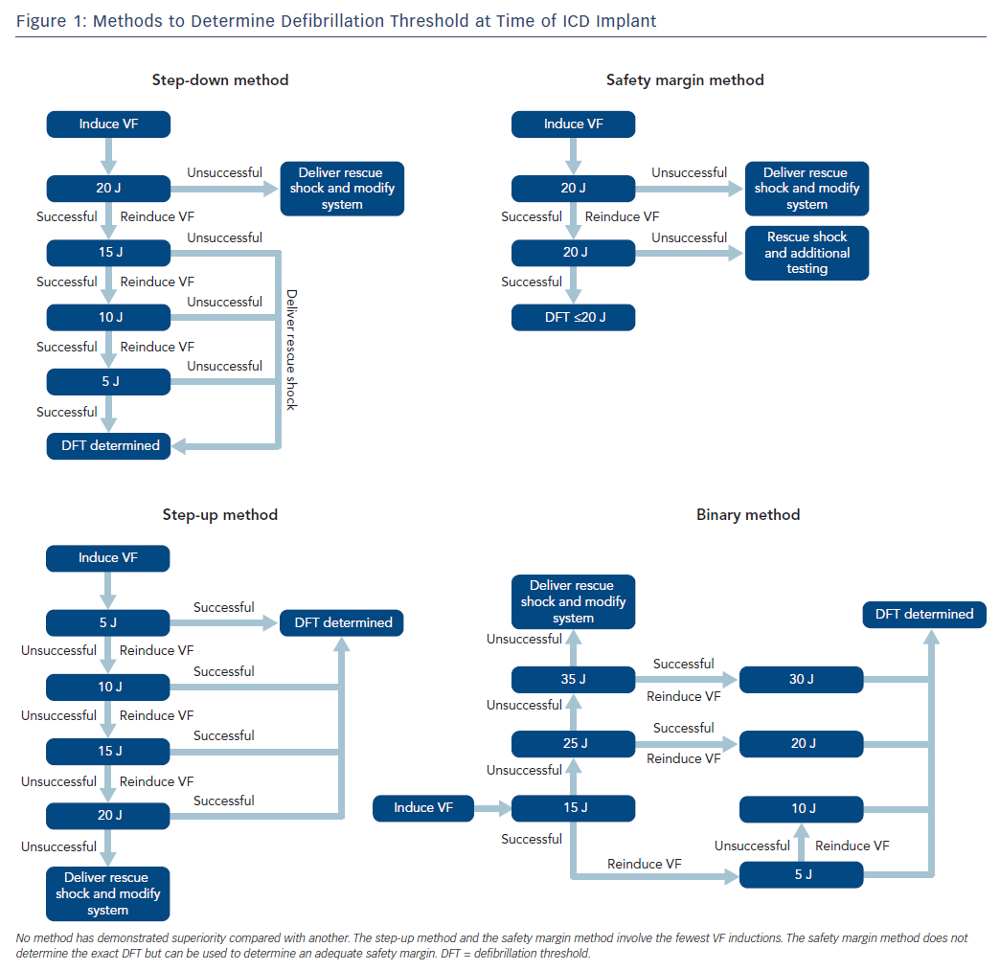 Figure 1: Methods to Determine Defibrillation Threshold at Time of ICD Implant
Step-down method
Induce VF
20 J
Unsuccessful
Deliver rescue
shock and modify
system
Successful
Reinduce VF
15 J
Unsuccessful
Successful
Reinduce VF
10 J
Unsuccessful
Successful
Reinduce VF
5 J
Unsuccessful
Successful
Deliver rescue shock
DFT determined
Safety margin method
Induce VF
20 J
Unsuccessful
Deliver rescue
shock and modify
system
Successful
Reinduce VF
20 J
Unsuccessful
Rescue shock
and additional
testing
Successful
DFT ≤20 J
Step-up method
Induce VF
5 J
Successful
DFT determined
Unsuccessful
Reinduce VF
10 J
Successful
Unsuccessful
Reinduce VF
15 J
Successful
Unsuccessful
Reinduce VF
20 J
Successful
Unsuccessful
Deliver rescue
shock and modify
system
Binary method
Deliver rescue
shock and modify
system
DFT determined
Unsuccessful
35 J
Successful
Reinduce VF
30 J
Unsuccessful
25 J
Successful
Reinduce VF
20 J
Unsuccessful
Induce VF
15 J
10 J
Successful
Unsuccessful
Reinduce VF
Reinduce VF
5 J
No method has demonstrated superiority compared with another. The step-up method and the safety margin method involve the fewest VF inductions. The safety margin method does not
determine the exact DFT but can be used to determine an adequate safety margin. DFT = defibrillation threshold.